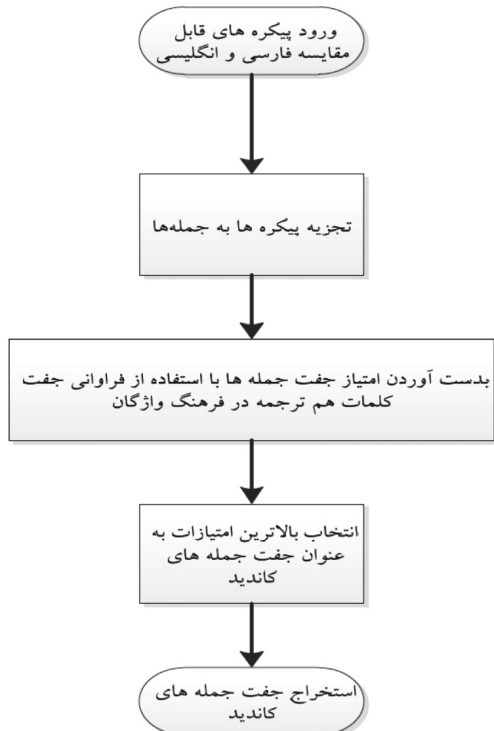 ورود پیکره های قابل
مقایسه فارسی و انگلیسی
تجزیه پیکره ها به جمله‌ها
بدست آوردن امتیاز جفت جمله ها با استفاده از فراوانی جفت
کلمات هم ترجمه در فرهنگ واژگان
انتخاب بالاترین امتیازات به
عنوان جفت جمله های
کاندید
استخراج جفت جمله های
کاندید